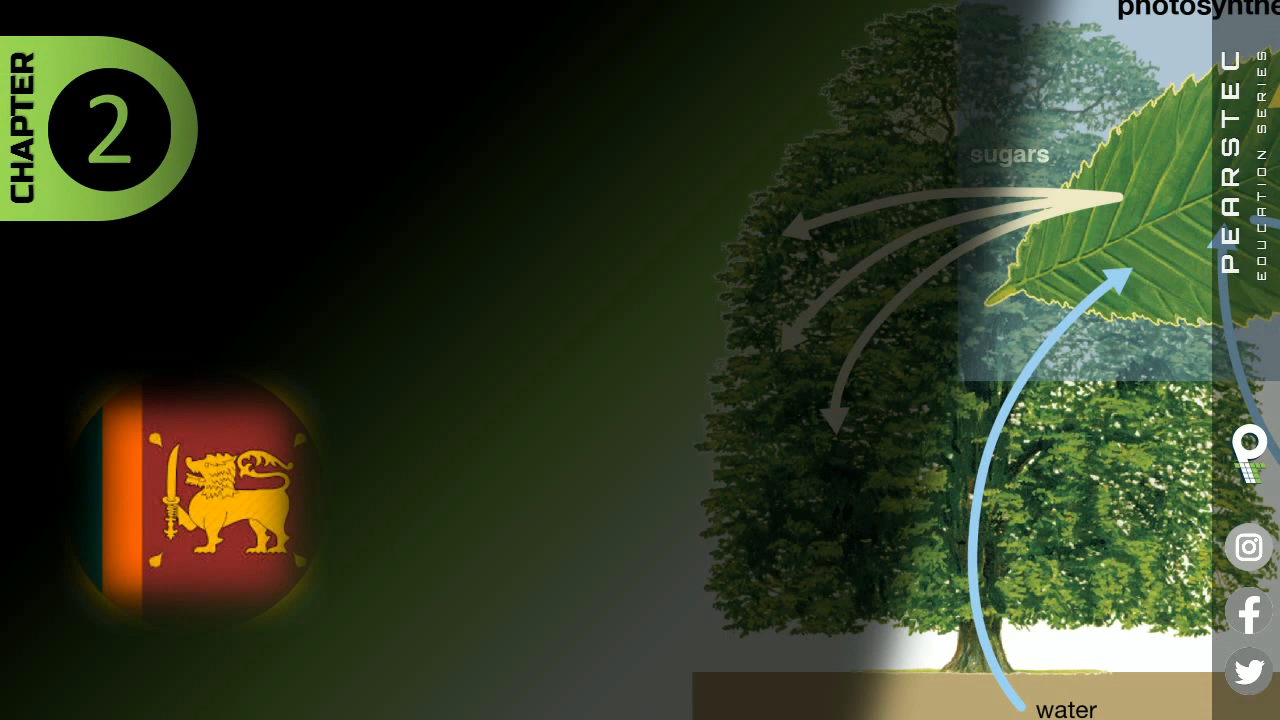 CHAPTER
2
photosynthe
sugars
water
PEARSTEC
EDUCATION SERIES